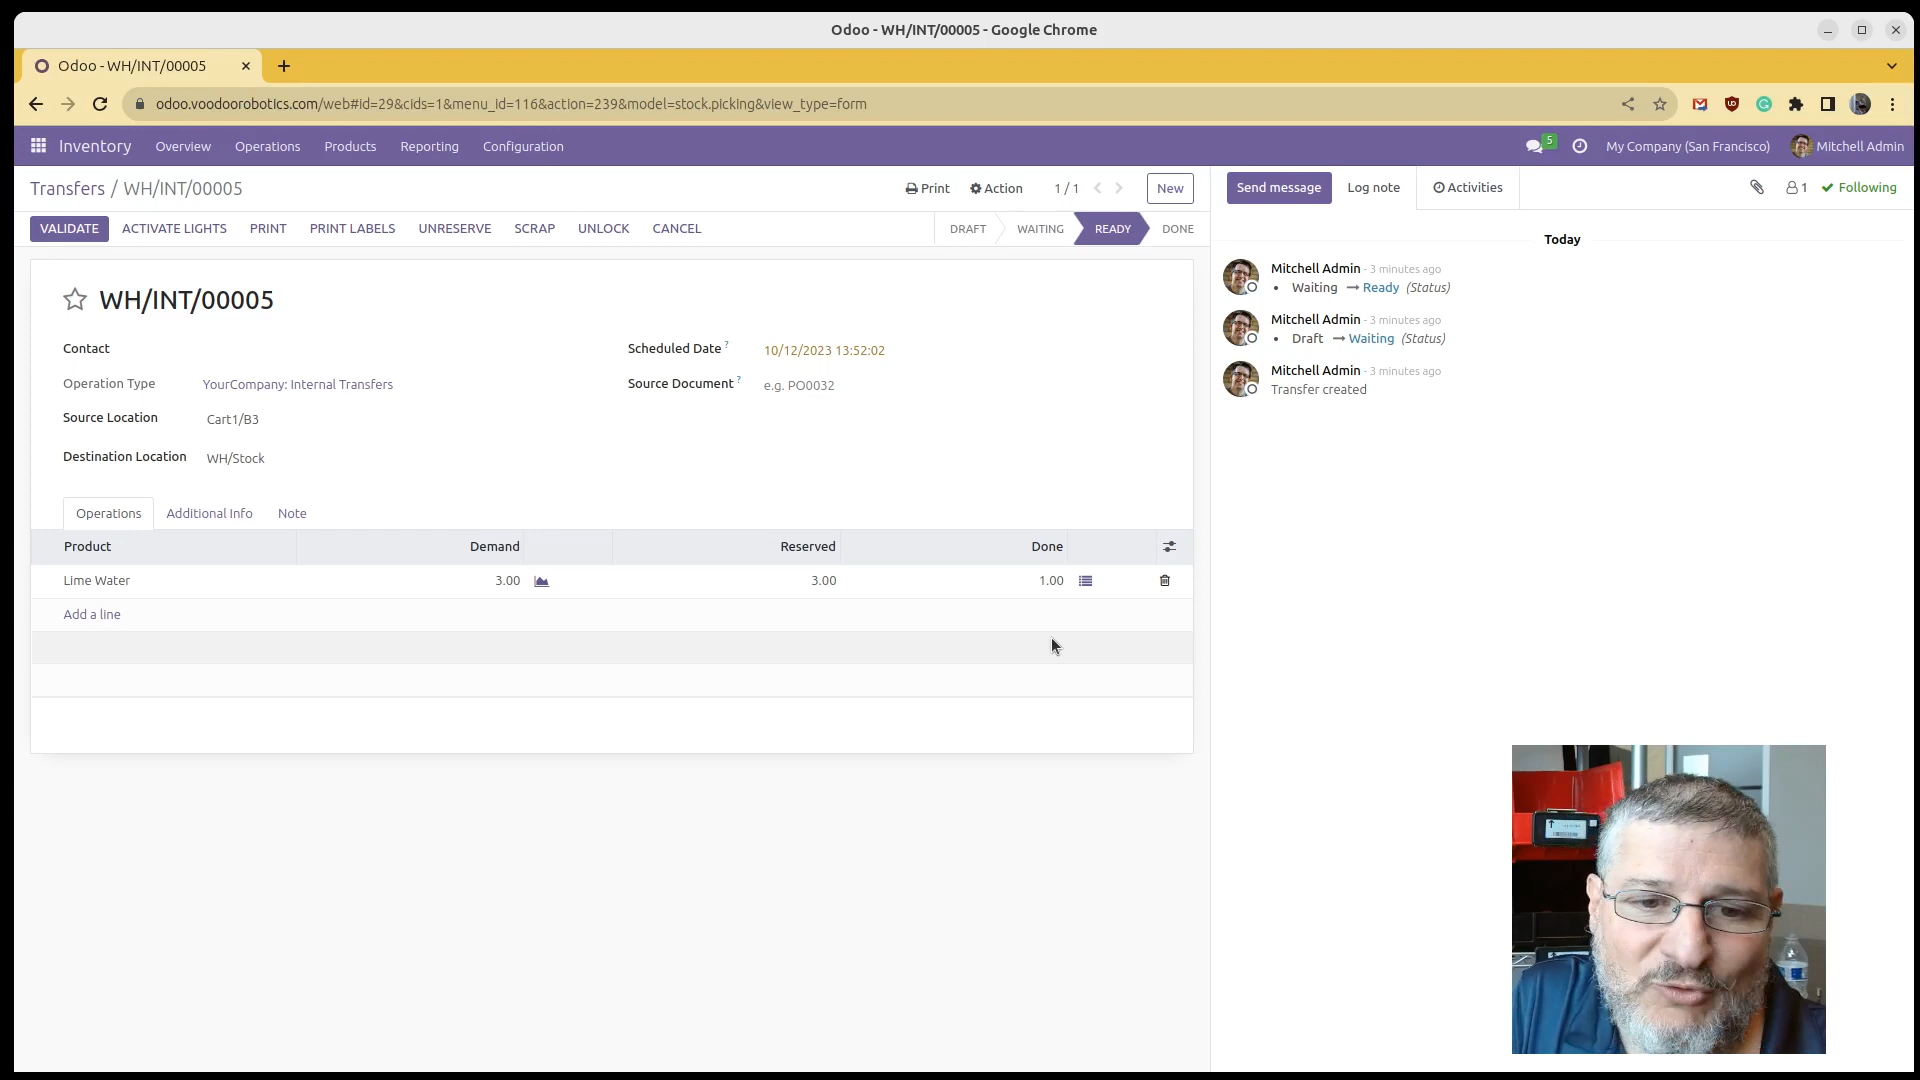 Odoo - WH/INT/00005 - Google Chrome
Odoo - WH/INT/00005
odoo.voodoorobotics.com/web#id=29&cids=1&menu_id=116&action=239&model=stock.picking&view_type=form
Inventory Overview Operations Products Reporting Configuration 5 My Company (San Francisco) Mitchell Admin
Transfers / WH/INT/00005 Print Action 1 / 1 New
Send message Log note Activities 1 Following
VALIDATE ACTIVATE LIGHTS PRINT PRINT LABELS UNRESERVE SCRAP UNLOCK CANCEL DRAFT WAITING READY DONE
WH/INT/00005
Contact
Scheduled Date ? 10/12/2023 13:52:02
Operation Type YourCompany: Internal Transfers
Source Document ? e.g. PO0032
Source Location Cart1/B3
Destination Location WH/Stock
Operations Additional Info Note
Product Demand Reserved Done
Lime Water 3.00 3.00 1.00
Add a line
Today
Mitchell Admin - 3 minutes ago
• Waiting → Ready (Status)
Mitchell Admin - 3 minutes ago
• Draft → Waiting (Status)
Mitchell Admin - 3 minutes ago
Transfer created